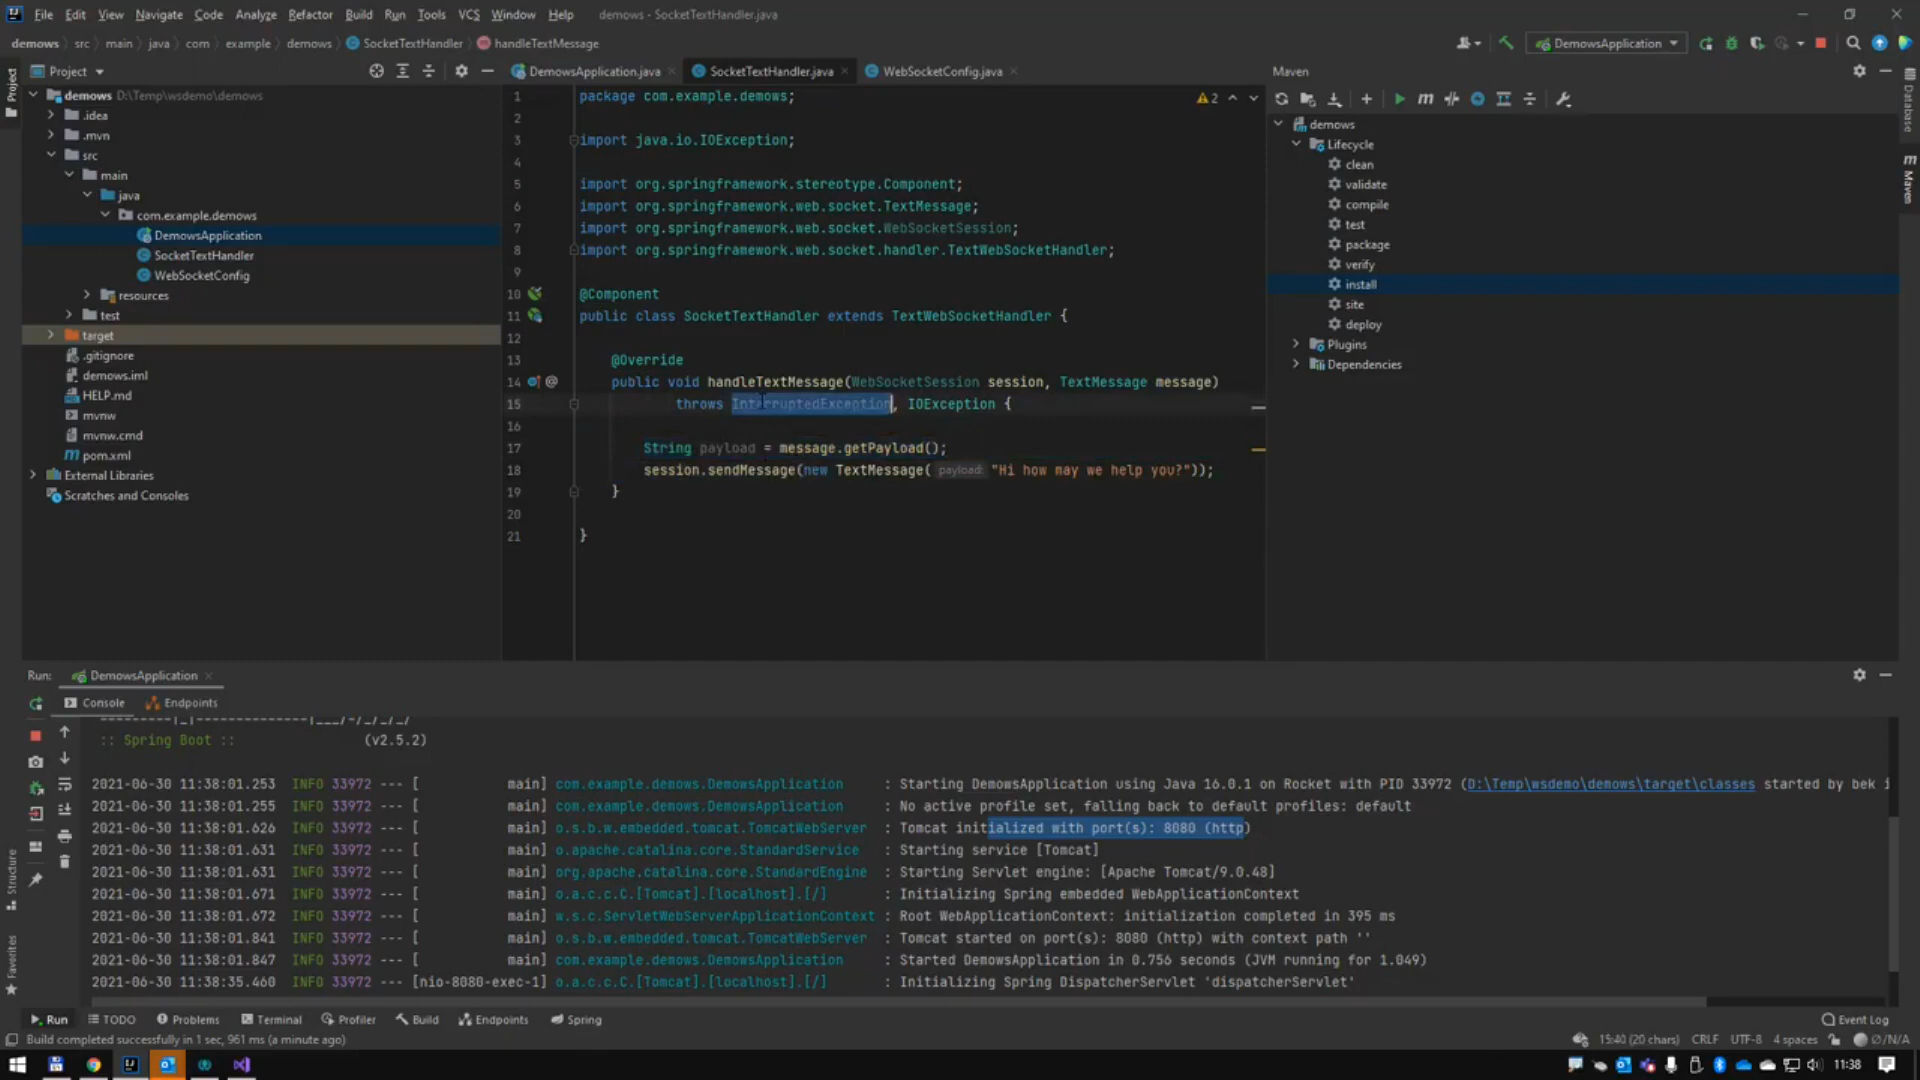 File Edit View Navigate Code Analyze Refactor Build Run Tools VCS Window Help demows - SocketTextHandler.java
demows src main java com example demows SocketTextHandler handleTextMessage DemowsApplication
Project DemowsApplication.java SocketTextHandler.java WebSocketConfig.java Maven
demows D:\Temp\wsdemo\demows
.idea
.mvn
src
main
java
com.example.demows
DemowsApplication
SocketTextHandler
WebSocketConfig
resources
test
target
.gitignore
demows.iml
HELP.md
mvnw
mvnw.cmd
pom.xml
External Libraries
Scratches and Consoles
1 package com.example.demows; 2
2
3 import java.io.IOException;
4
5 import org.springframework.stereotype.Component;
6 import org.springframework.web.socket.TextMessage;
7 import org.springframework.web.socket.WebSocketSession;
8 import org.springframework.web.socket.handler.TextWebSocketHandler;
9
10 @Component
11 public class SocketTextHandler extends TextWebSocketHandler {
12
13 @Override
14 public void handleTextMessage(WebSocketSession session, TextMessage message)
15 throws InterruptedException, IOException {
16
17 String payload = message.getPayload();
18 session.sendMessage(new TextMessage( payload: "Hi how may we help you?"));
19 }
20
21 }
demows
Lifecycle
clean
validate
compile
test
package
verify
install
site
deploy
Plugins
Dependencies
Project
Structure
Favorites
Database
Maven
Run: DemowsApplication
Console Endpoints
:: Spring Boot :: (v2.5.2)
2021-06-30 11:38:01.253 INFO 33972 --- [ main] com.example.demows.DemowsApplication : Starting DemowsApplication using Java 16.0.1 on Rocket with PID 33972 (D:\Temp\wsdemo\demows\target\classes started by bek i
2021-06-30 11:38:01.255 INFO 33972 --- [ main] com.example.demows.DemowsApplication : No active profile set, falling back to default profiles: default
2021-06-30 11:38:01.626 INFO 33972 --- [ main] o.s.b.w.embedded.tomcat.TomcatWebServer : Tomcat initialized with port(s): 8080 (http)
2021-06-30 11:38:01.631 INFO 33972 --- [ main] o.apache.catalina.core.StandardService : Starting service [Tomcat]
2021-06-30 11:38:01.631 INFO 33972 --- [ main] org.apache.catalina.core.StandardEngine : Starting Servlet engine: [Apache Tomcat/9.0.48]
2021-06-30 11:38:01.671 INFO 33972 --- [ main] o.a.c.c.C.[Tomcat].[localhost].[/] : Initializing Spring embedded WebApplicationContext
2021-06-30 11:38:01.672 INFO 33972 --- [ main] w.s.c.ServletWebServerApplicationContext : Root WebApplicationContext: initialization completed in 395 ms
2021-06-30 11:38:01.841 INFO 33972 --- [ main] o.s.b.w.embedded.tomcat.TomcatWebServer : Tomcat started on port(s): 8080 (http) with context path ''
2021-06-30 11:38:01.847 INFO 33972 --- [ main] com.example.demows.DemowsApplication : Started DemowsApplication in 0.756 seconds (JVM running for 1.049)
2021-06-30 11:38:35.460 INFO 33972 --- [nio-8080-exec-1] o.a.c.c.C.[Tomcat].[localhost].[/] : Initializing Spring DispatcherServlet 'dispatcherServlet'
Run TODO Problems Terminal Profiler Build Endpoints Spring Event Log
Build completed successfully in 1 sec, 961 ms (a minute ago) 15:40 (20 chars) CRLF UTF-8 4 spaces Ø/N/A
11:38